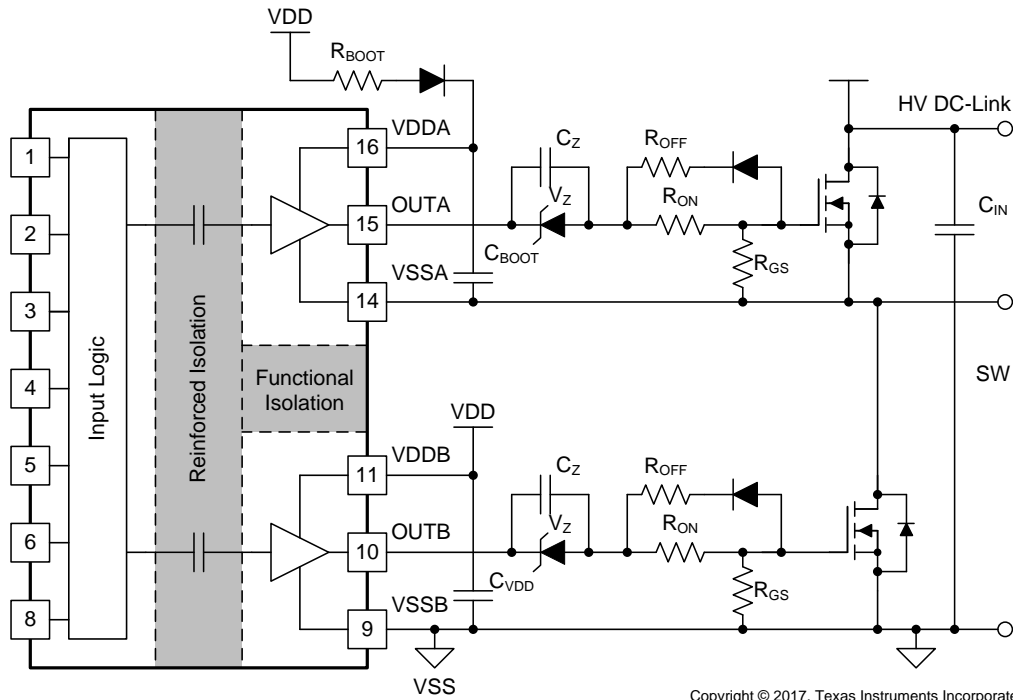 VDD
RBOOT
HV DC-Link
1
2
3
4
5
6
8
Input Logic
Reinforced Isolation
Functional
Isolation
16
VDDA
15
OUTA
14
VSSA
CBOOT
CZ
VZ
ROFF
RON
RGS
CIN
SW
VDD
11
VDDB
10
OUTB
9
VSSB
CVDD
CZ
VZ
ROFF
RON
RGS
VSS
Copyright © 2017, Texas Instruments Incorporate